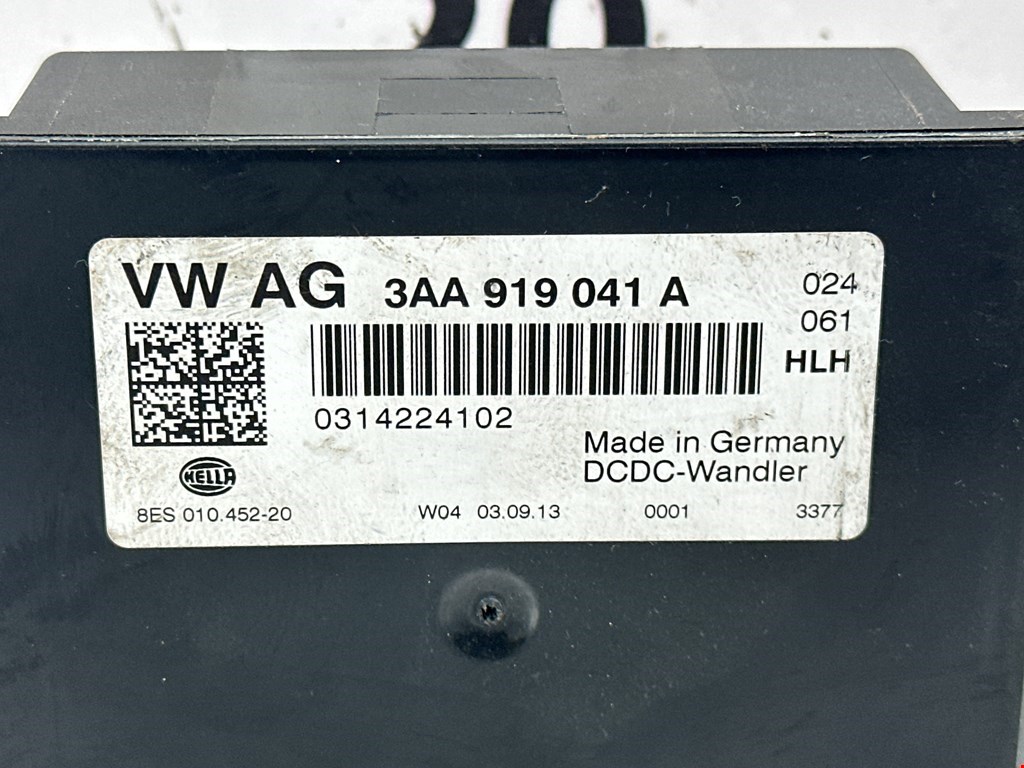 VW AG 3AA 919 041 A
024
061
HLH
0314224102
Made in Germany
DCDC-Wandler
HELLA
8ES 010.452-20 W04 03.09.13 0001 3377